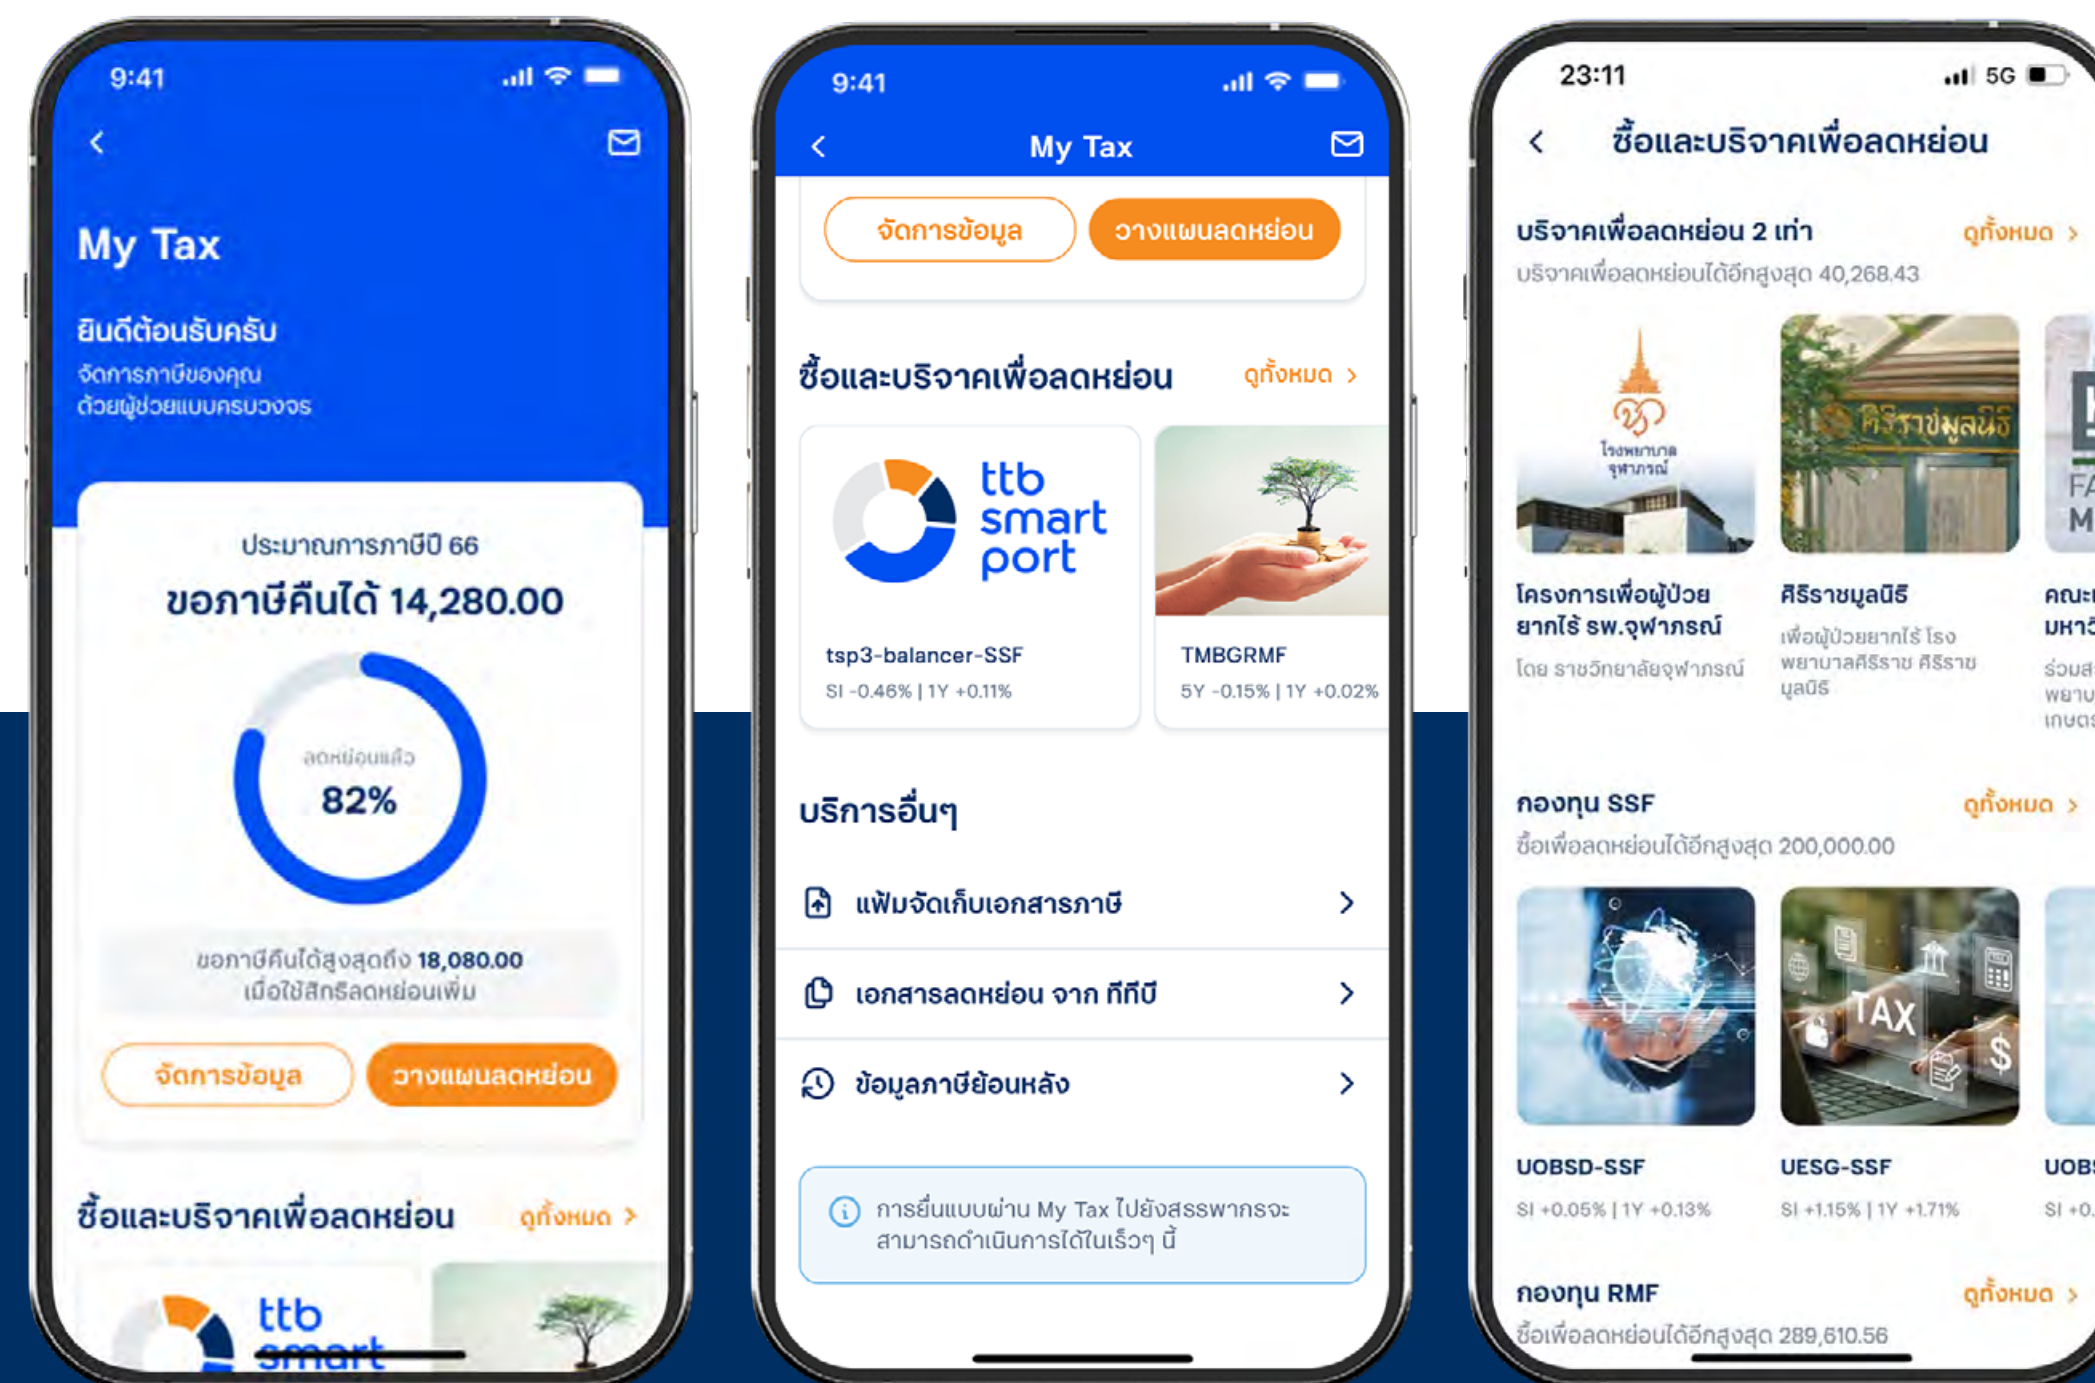 9:41
My Tax
ยินดีต้อนรับครับ
จัดการภาษีของคุณ
ด้วยผู้ช่วยแบบครบวงจร
ประมาณการภาษีปี 66
ขอภาษีคืนได้ 14,280.00
ลดหย่อนแล้ว
82%
ขอภาษีคืนได้สูงสุดถึง 18,080.00
เมื่อใช้สิทธิลดหย่อนเพิ่ม
จัดการข้อมูล
วางแผนลดหย่อน
ซื้อและบริจาคเพื่อลดหย่อน
ดูทั้งหมด >
ttb
smart
9:41
My Tax
จัดการข้อมูล
วางแผนลดหย่อน
ซื้อและบริจาคเพื่อลดหย่อน
ดูทั้งหมด >
ttb
smart
port
tsp3-balancer-SSF
SI -0.46% | 1Y +0.11%
TMBGRMF
5Y -0.15% | 1Y +0.02%
บริการอื่นๆ
แฟ้มจัดเก็บเอกสารภาษี
เอกสารลดหย่อน จาก ทีทีบี
ข้อมูลภาษีย้อนหลัง
การยื่นแบบผ่าน My Tax ไปยังสรรพากรจะ
สามารถดำเนินการได้ในเร็วๆ นี้
23:11
5G
ซื้อและบริจาคเพื่อลดหย่อน
บริจาคเพื่อลดหย่อน 2 เท่า
ดูทั้งหมด >
บริจาคเพื่อลดหย่อนได้อีกสูงสุด 40,268.43
โรงพยาบาล
จุฬาภรณ์
ศิริราชมูลนิธิ
FA
M
โครงการเพื่อผู้ป่วย
ยากไร้ รพ.จุฬาภรณ์
โดย ราชวิทยาลัยจุฬาภรณ์
ศิริราชมูลนิธิ
เพื่อผู้ป่วยยากไร้ โรง
พยาบาลศิริราช ศิริราช
มูลนิธิ
กองทุน SSF
ดูทั้งหมด >
ซื้อเพื่อลดหย่อนได้อีกสูงสุด 200,000.00
TAX
UOBSD-SSF
SI +0.05% | 1Y +0.13%
UESG-SSF
SI +1.15% | 1Y +1.71%
SI +0.
กองทุน RMF
ดูทั้งหมด >
ซื้อเพื่อลดหย่อนได้อีกสูงสุด 289,610.56